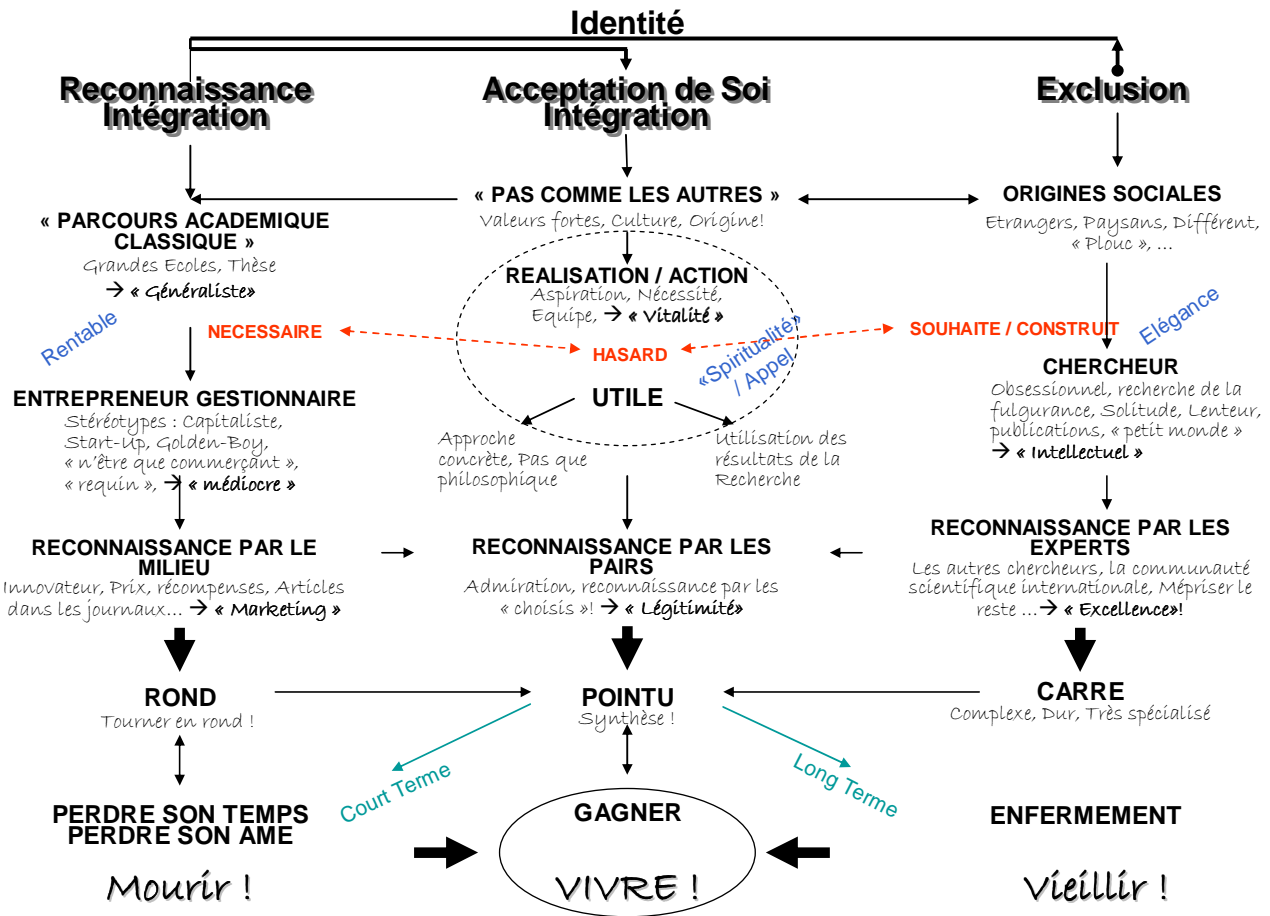 Identité
Reconnaissance
Intégration
Acceptation de Soi
Intégration
Exclusion
« PAS COMME LES AUTRES »
Valeurs fortes, Culture, Origine!
ORIGINES SOCIALES
Etrangers, Paysans, Différent,
« Plouc », ...
« PARCOURS ACADEMIQUE
CLASSIQUE »
Grandes Ecoles, Thèse
→ « Généraliste»
REALISATION / ACTION
Aspiration, Nécessité,
Equipe, → « Vitalité »
Rentable
NECESSAIRE
HASARD
«Spiritualité»
/ Appel
SOUHAITE / CONSTRUIT
Elégance
ENTREPRENEUR GESTIONNAIRE
Stéréotypes : Capitaliste,
Start-Up, Golden-Boy,
« n'être que commerçant »,
« requin », → « médiocre »
UTILE
Approche
concrète, Pas que
philosophique
Utilisation des
résultats de la
Recherche
CHERCHEUR
Obsessionnel, recherche de la
fulgurance, Solitude, Lenteur,
publications, « petit monde »
→ « Intellectuel »
RECONNAISSANCE PAR LE
MILIEU
Innovateur, Prix, récompenses, Articles
dans les journaux... → « Marketing »
RECONNAISSANCE PAR LES
PAIRS
Admiration, reconnaissance par les
« choisis »! → « Légitimité»
RECONNAISSANCE PAR LES
EXPERTS
Les autres chercheurs, la communauté
scientifique internationale, Mépriser le
reste ...→ « Excellence»!
ROND
Tourner en rond !
POINTU
Synthèse !
CARRE
Complexe, Dur, Très spécialisé
Court Terme
Long Terme
PERDRE SON TEMPS
PERDRE SON AME
GAGNER
ENFERMEMENT
Mourir !
VIVRE !
Vieillir !